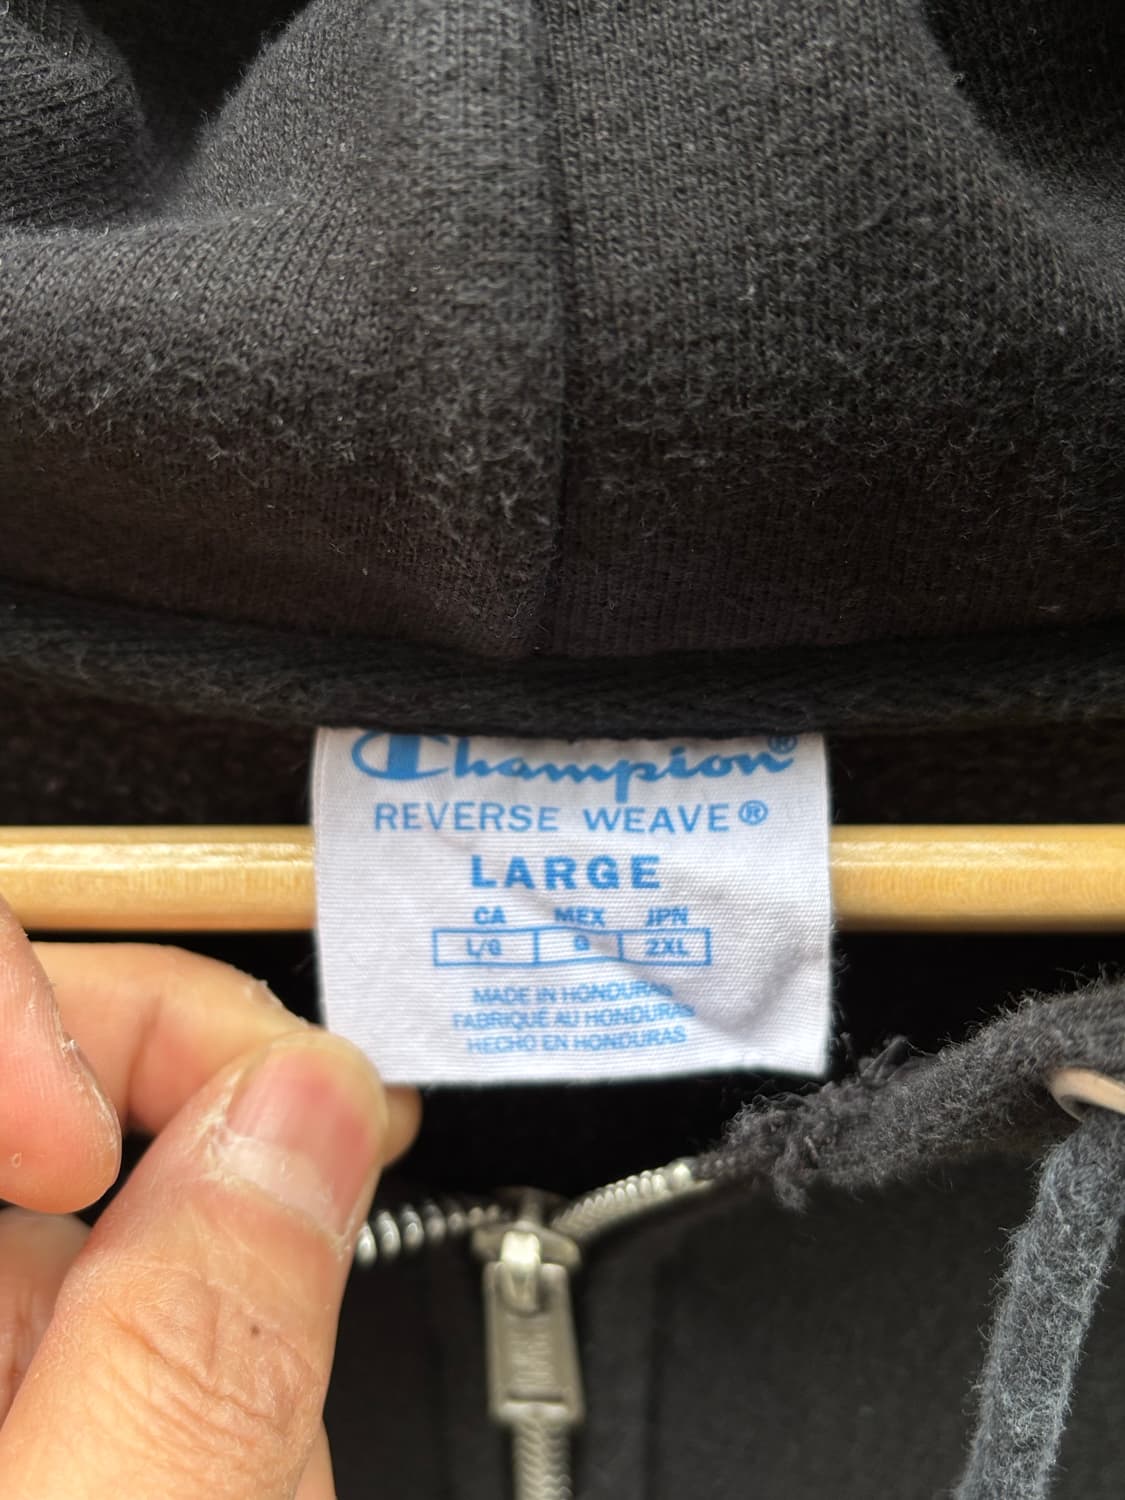 Champion®
REVERSE WEAVE®
LARGE
CA MEX JPN
L/G G 2XL
MADE IN HONDURAS
FABRIQUÉ AU HONDURAS
HECHO EN HONDURAS